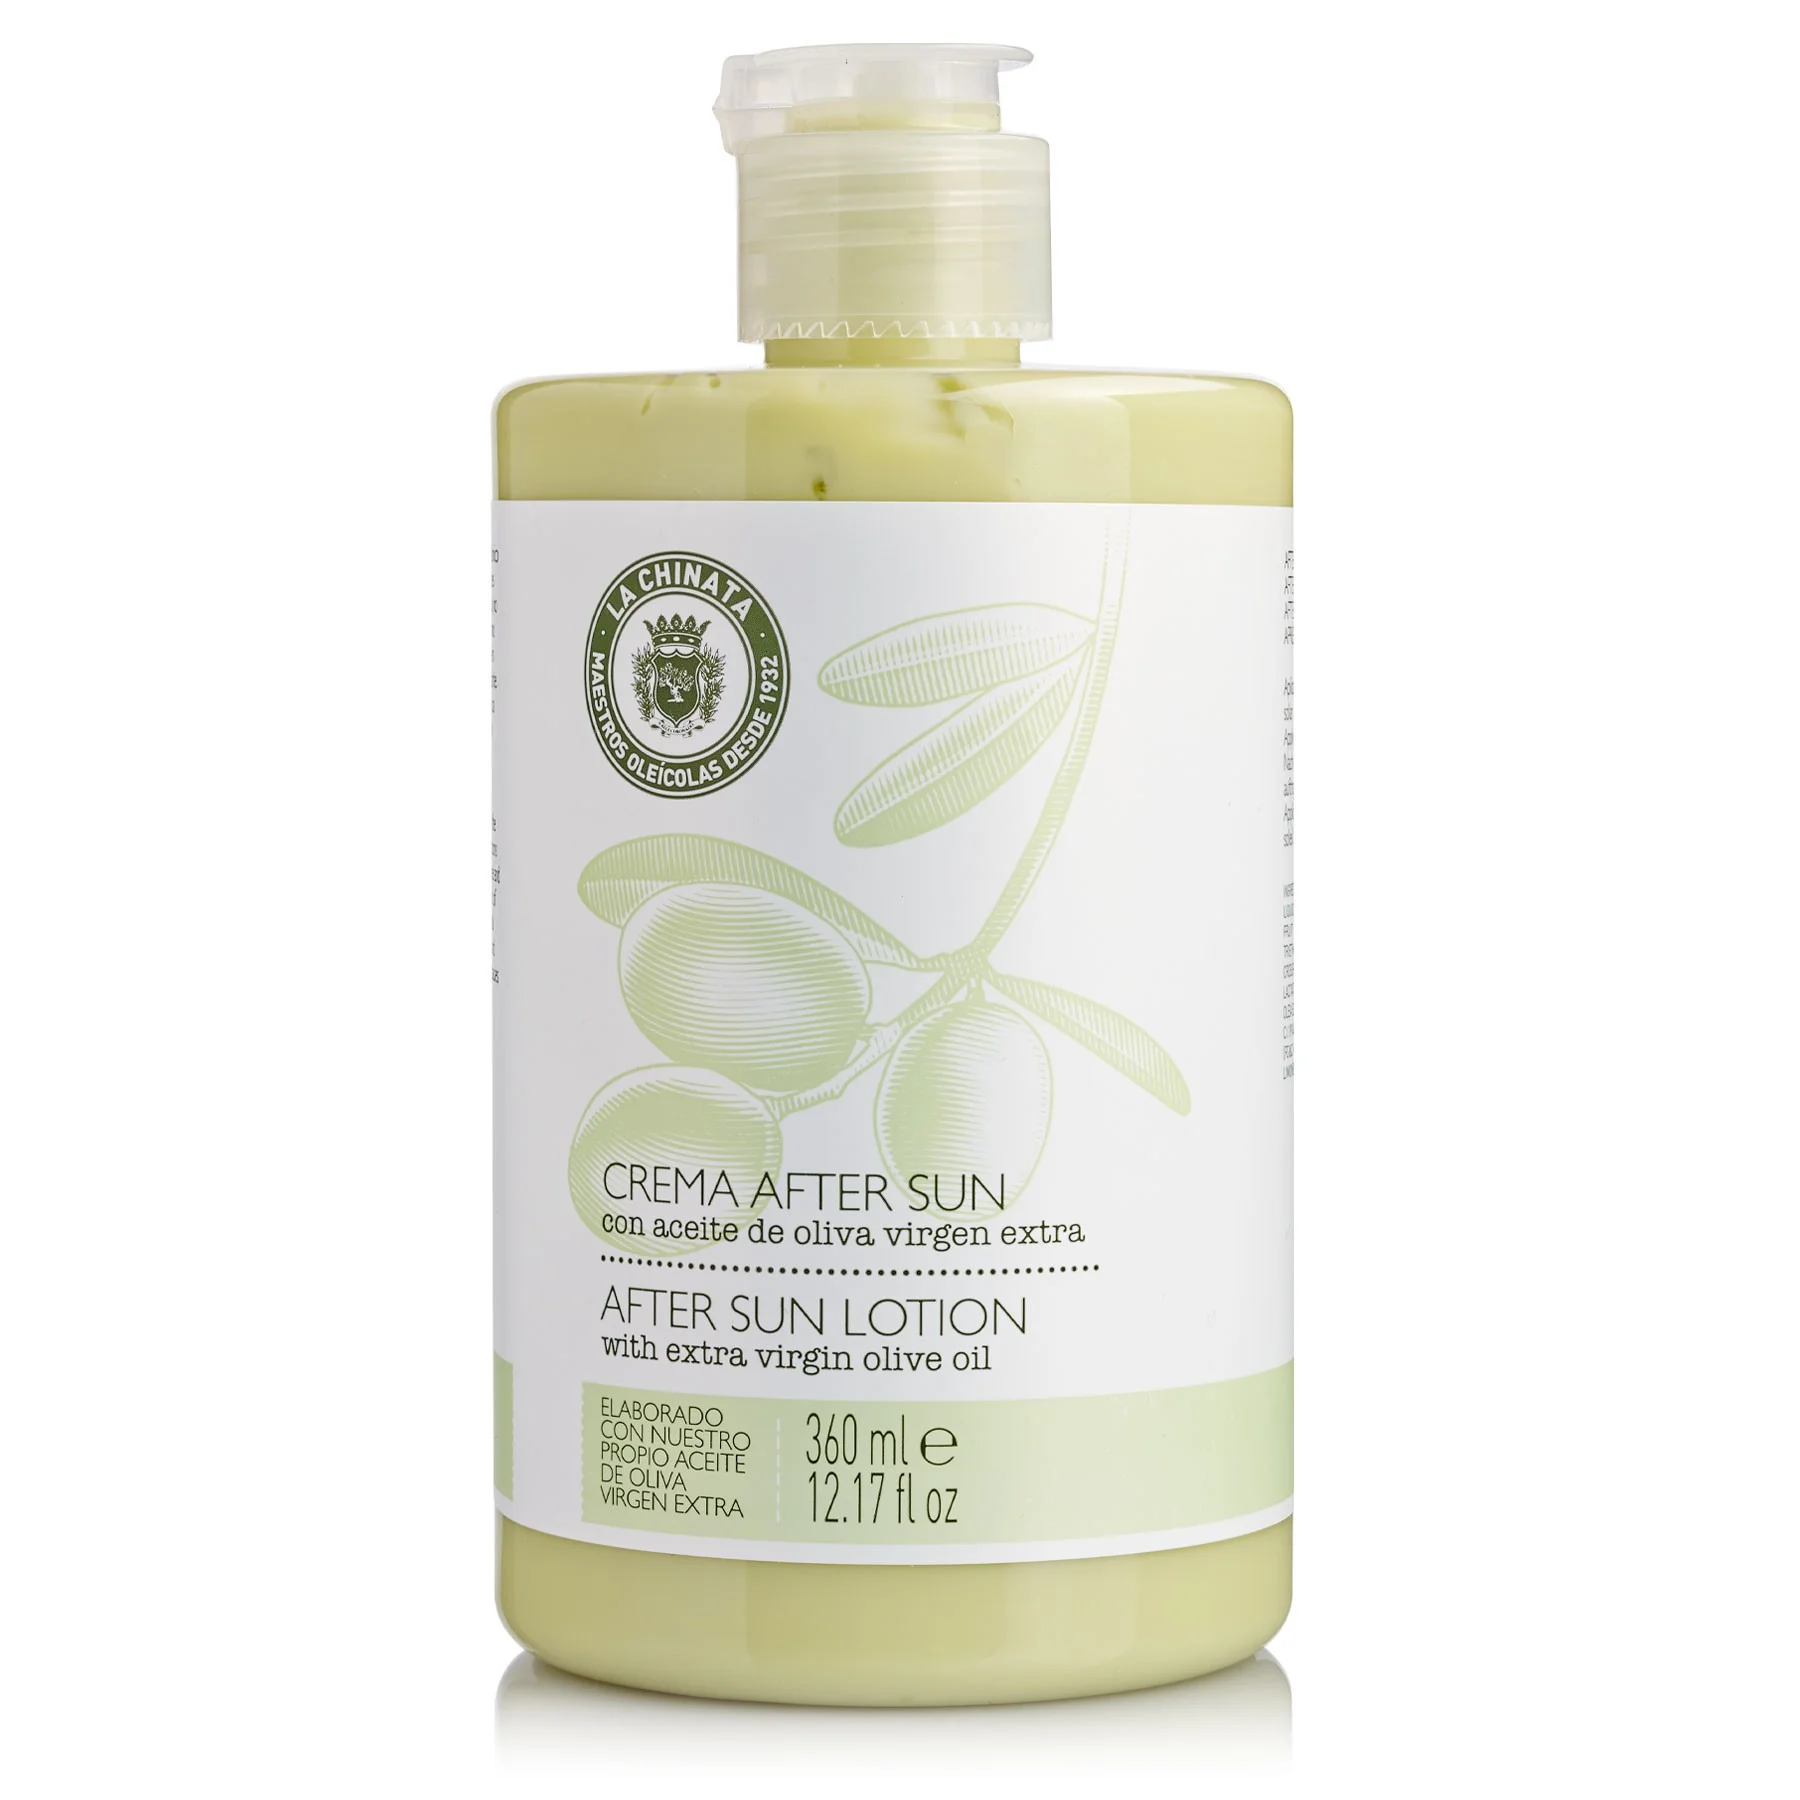 LA CHINATA
MAESTROS OLEÍCOLAS DESDE 1932
CREMA AFTER SUN
con aceite de oliva virgen extra
AFTER SUN LOTION
with extra virgin olive oil
ELABORADO
CON NUESTRO
PROPIO ACEITE
DE OLIVA
VIRGEN EXTRA
360 ml ℮
12.17 fl oz